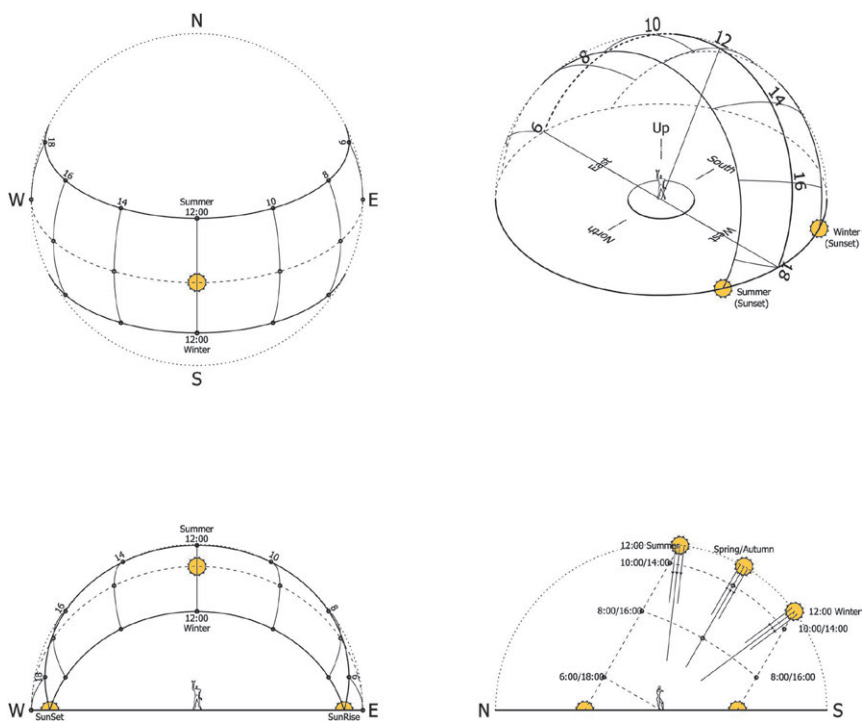 N
18
6
16
8
W
14
Summer
12:00
10
E
12:00
Winter
S
10
12
8
14
6
Up
East
South
16
North
West
18
Winter
(Sunset)
Summer
(Sunset)
Summer
12:00
14
10
16
12:00
Winter
8
18
6
W
E
SunSet
SunRise
12:00 Summer
Spring/Autumn
10:00/14:00
8:00/16:00
12:00 Winter
10:00/14:00
6:00/18:00
8:00/16:00
N
S